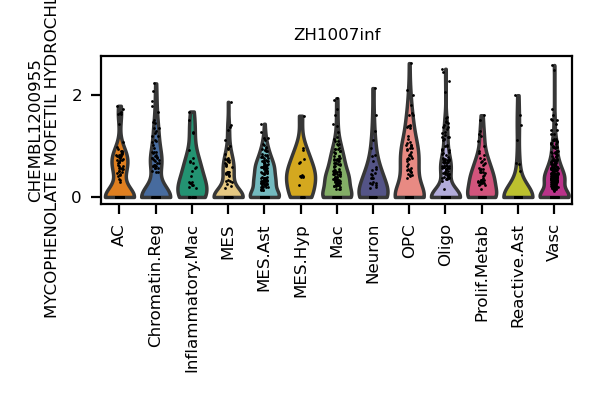 ZH1007inf
CHEMBL1200955
MYCOPHENOLATE MOFETIL
2
0
AC
Chromatin.Reg
Inflammatory.Mac
MES
MES.Ast
MES.Hyp
Mac
Neuron
OPC
Oligo
Prolif.Metab
Reactive.Ast
Vasc